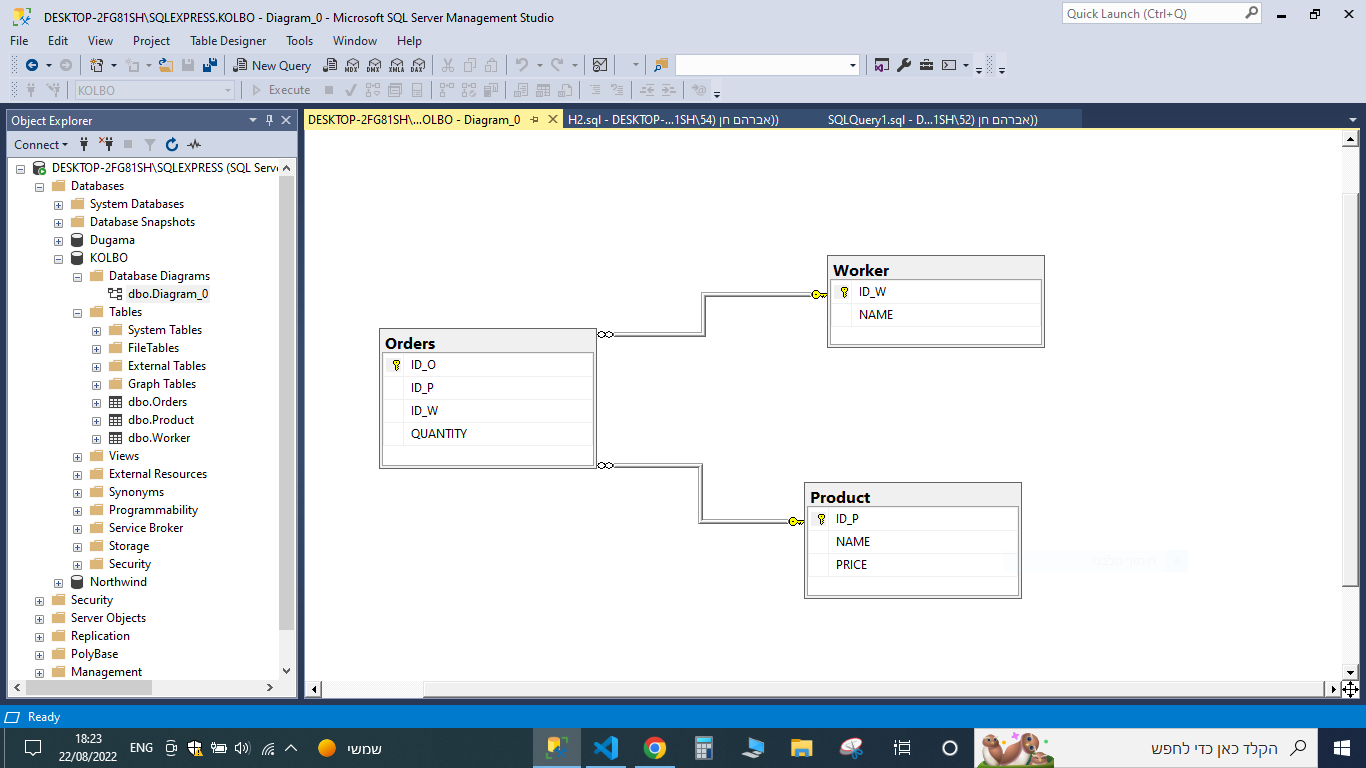 DESKTOP-2FG81SH\SQLEXPRESS.KOLBO - Diagram_0 - Microsoft SQL Server Management Studio
Quick Launch (Ctrl+Q)
File Edit View Project Table Designer Tools Window Help
New Query
MDX DMX XMLA DAX
KOLBO
Execute
Object Explorer
Connect
DESKTOP-2FG81SH\SQLEXPRESS (SQL Serve
Databases
System Databases
Database Snapshots
Dugama
KOLBO
Database Diagrams
dbo.Diagram_0
Tables
System Tables
FileTables
External Tables
Graph Tables
dbo.Orders
dbo.Product
dbo.Worker
Views
External Resources
Synonyms
Programmability
Service Broker
Storage
Security
Northwind
Security
Server Objects
Replication
PolyBase
Management
DESKTOP-2FG81SH\...OLBO - Diagram_0
H2.sql - DESKTOP-...1SH\אברהם חן (54))
SQLQuery1.sql - D...1SH\אברהם חן (52))
Worker
ID_W
NAME
Orders
ID_O
ID_P
ID_W
QUANTITY
Product
ID_P
NAME
PRICE
Ready
18:23
22/08/2022
ENG
שמשי
הקלד כאן כדי לחפש